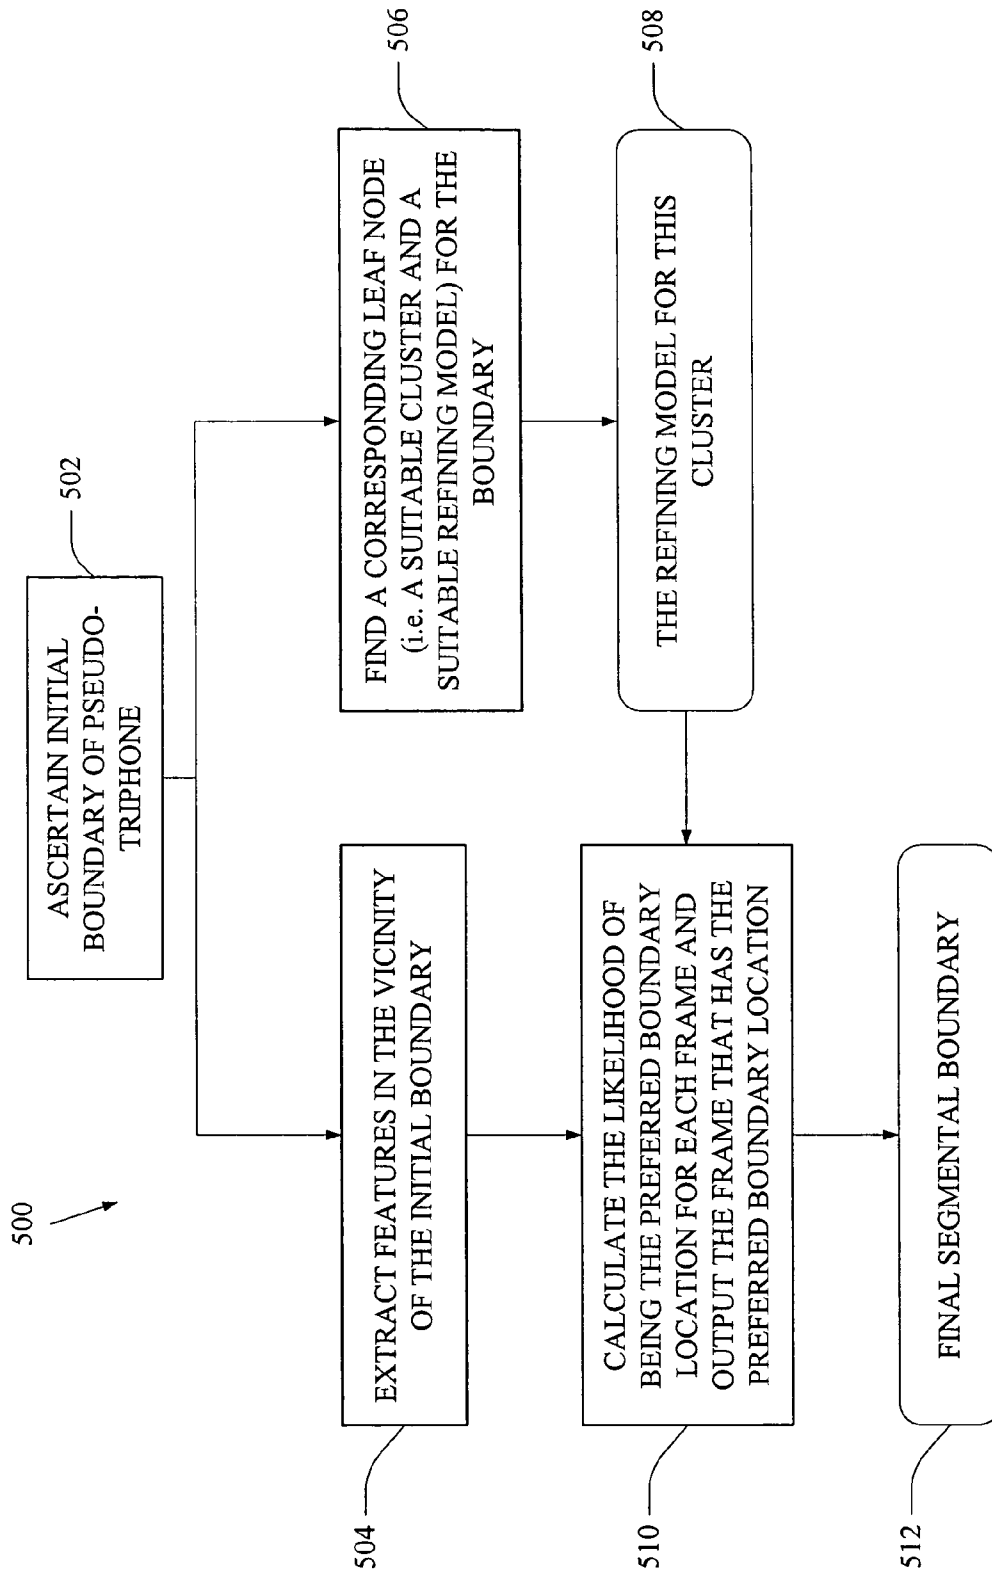 500
ASCERTAIN INITIAL
BOUNDARY OF PSEUDO-
TRIPHONE
502
EXTRACT FEATURES IN THE VICINITY
OF THE INITIAL BOUNDARY
504
FIND A CORRESPONDING LEAF NODE
(i.e. A SUITABLE CLUSTER AND A
SUITABLE REFINING MODEL) FOR THE
BOUNDARY
506
CALCULATE THE LIKELIHOOD OF
BEING THE PREFERRED BOUNDARY
LOCATION FOR EACH FRAME AND
OUTPUT THE FRAME THAT HAS THE
PREFERRED BOUNDARY LOCATION
510
THE REFINING MODEL FOR THIS
CLUSTER
508
FINAL SEGMENTAL BOUNDARY
512